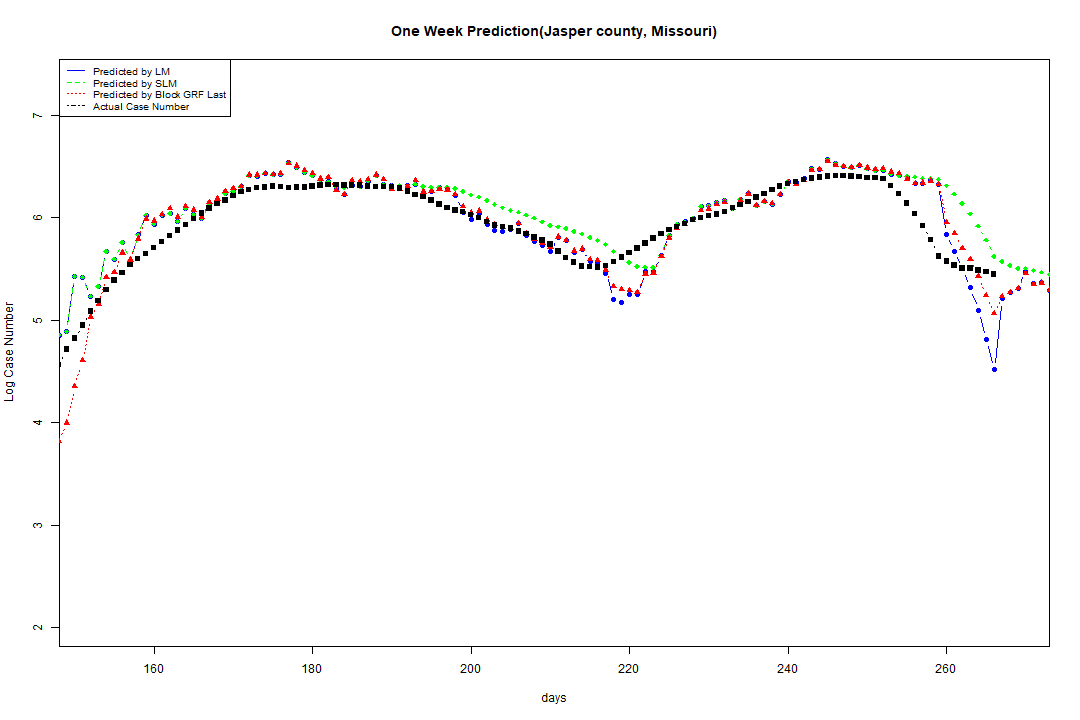 One Week Prediction(Jasper county, Missouri)
Predicted by LM
Predicted by SLM
Predicted by Block GRF Last
Actual Case Number
Log Case Number
7
6
5
4
3
2
160 180 200 220 240 260
days